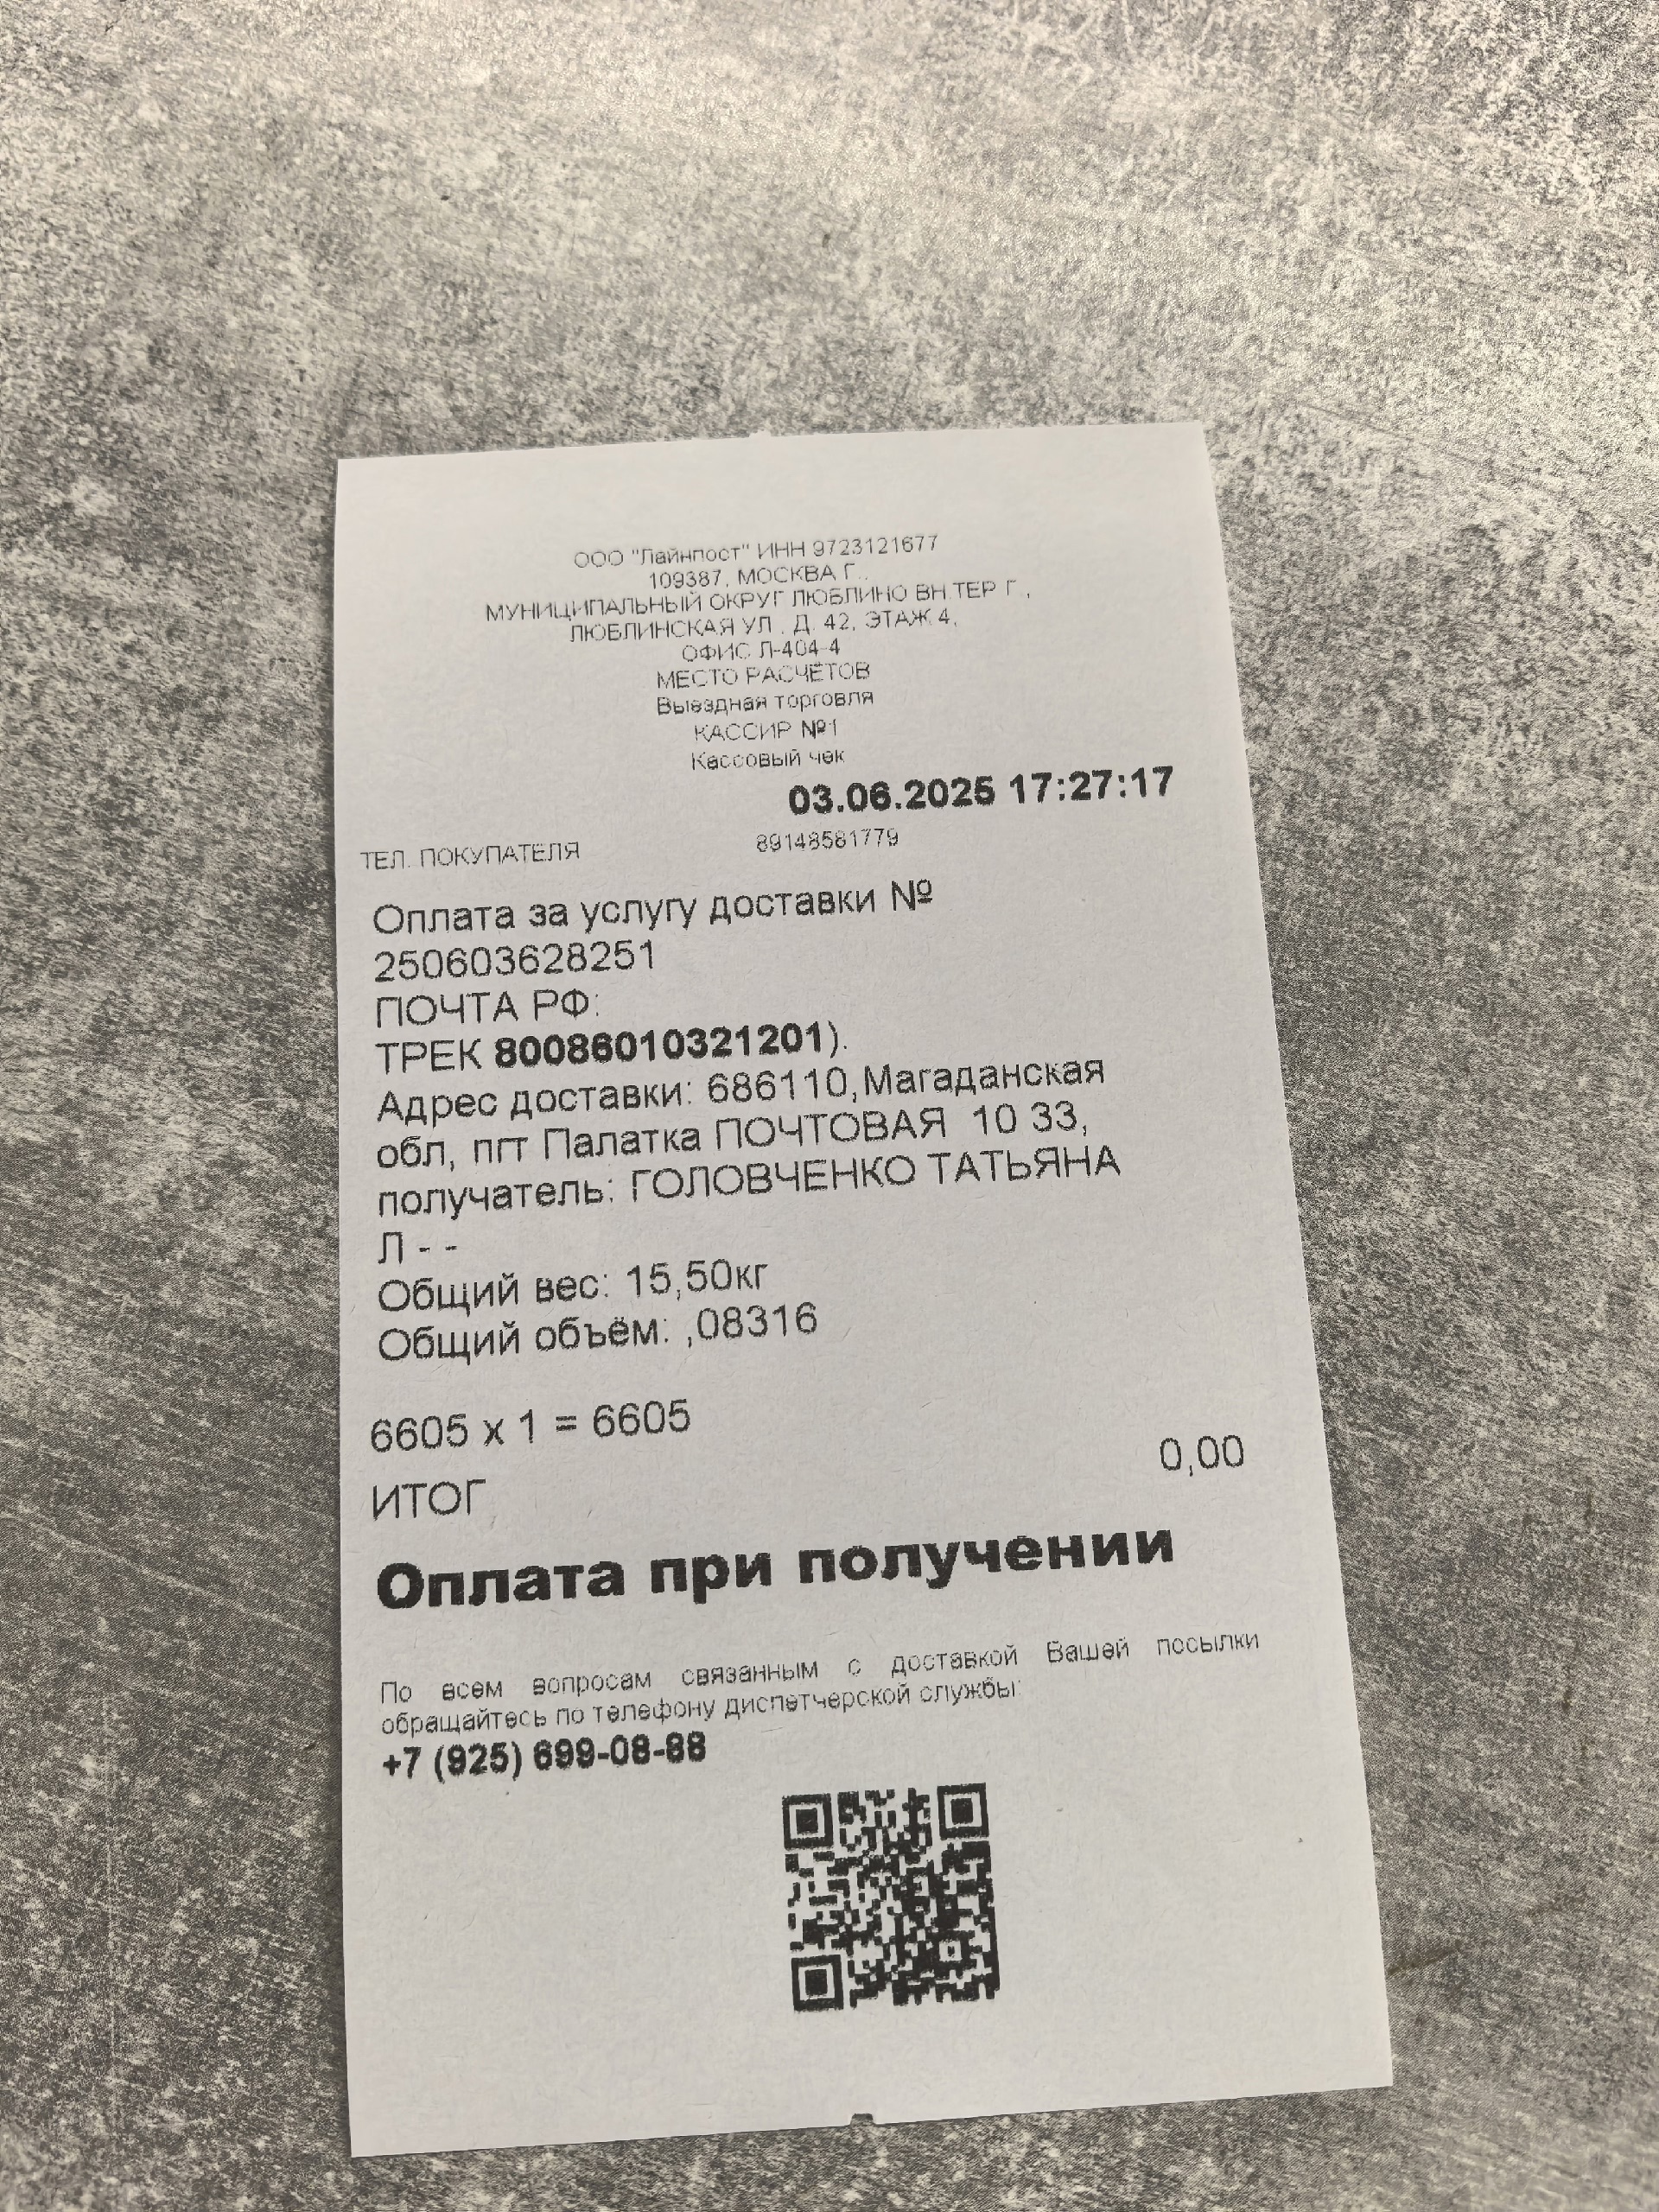 ООО "Лайнпост" ИНН 9723121677
109387, МОСКВА Г.,
МУНИЦИПАЛЬНЫЙ ОКРУГ ЛЮБЛИНО ВН.ТЕР.Г.,
ЛЮБЛИНСКАЯ УЛ., Д. 42, ЭТАЖ 4,
ОФИС Л-404-4
МЕСТО РАСЧЁТОВ
Выездная торговля
КАССИР №1
Кассовый чек
03.06.2025 17:27:17
ТЕЛ. ПОКУПАТЕЛЯ 89148581779
Оплата за услугу доставки №
250603628251
ПОЧТА РФ:
ТРЕК 80086010321201).
Адрес доставки: 686110,Магаданская
обл, пгт Палатка ПОЧТОВАЯ 10 33,
получатель: ГОЛОВЧЕНКО ТАТЬЯНА
Л - -
Общий вес: 15,50кг
Общий объём: ,08316
6605 x 1 = 6605
ИТОГ 0,00
Оплата при получении
По всем вопросам связанным с доставкой Вашей посылки
обращайтесь по телефону диспетчерской службы:
+7 (925) 699-08-88